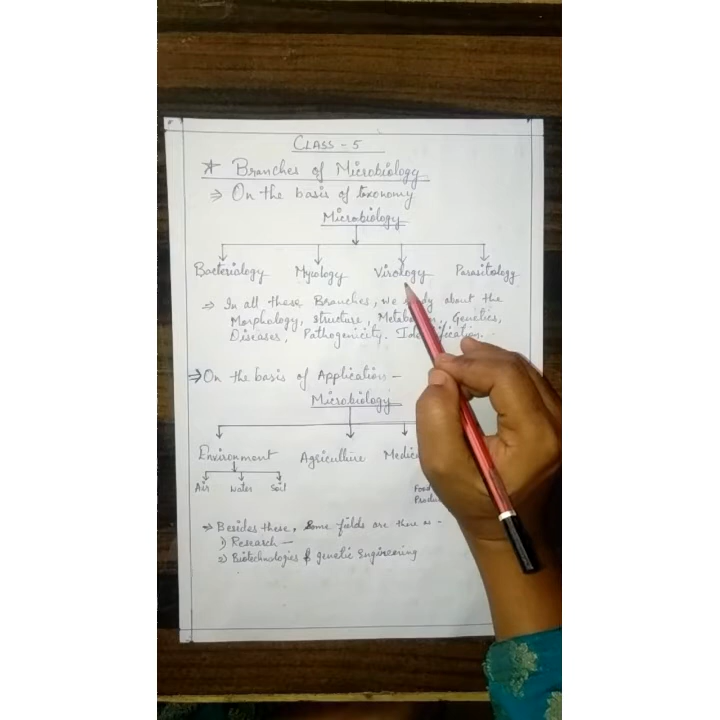 CLASS - 5
* Branches of Microbiology
⇒ On the basis of taxonomy
Microbiology
Bacteriology Mycology Virology Parasitology
⇒ In all these Branches, we study about the
Morphology, structure, Genetics,
Diseases, Pathogenicity.
⇒ On the basis of Application -
Microbiology
Environment Agriculture
Air Water Soil
⇒ Besides these, Some fields are there as -
1) Research -
2) Biotechnologies & genetic Engineering